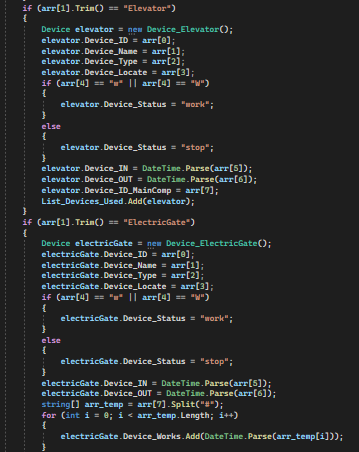 if (arr[1].Trim() == "Elevator")
{
Device elevator = new Device_Elevator();
elevator.Device_ID = arr[0];
elevator.Device_Name = arr[1];
elevator.Device_Type = arr[2];
elevator.Device_Locate = arr[3];
if (arr[4] == "w" || arr[4] == "W")
{
elevator.Device_Status = "work";
}
else
{
elevator.Device_Status = "stop";
}
elevator.Device_IN = DateTime.Parse(arr[5]);
elevator.Device_OUT = DateTime.Parse(arr[6]);
elevator.Device_ID_MainComp = arr[7];
List_Devices_Used.Add(elevator);
}
if (arr[1].Trim() == "ElectricGate")
{
Device electricGate = new Device_ElectricGate();
electricGate.Device_ID = arr[0];
electricGate.Device_Name = arr[1];
electricGate.Device_Type = arr[2];
electricGate.Device_Locate = arr[3];
if (arr[4] == "w" || arr[4] == "W")
{
electricGate.Device_Status = "work";
}
else
{
electricGate.Device_Status = "stop";
}
electricGate.Device_IN = DateTime.Parse(arr[5]);
electricGate.Device_OUT = DateTime.Parse(arr[6]);
string[] arr_temp = arr[7].Split("#");
for (int i = 0; i < arr_temp.Length; i++)
{
electricGate.Device_Works.Add(DateTime.Parse(arr_temp[i]));
}